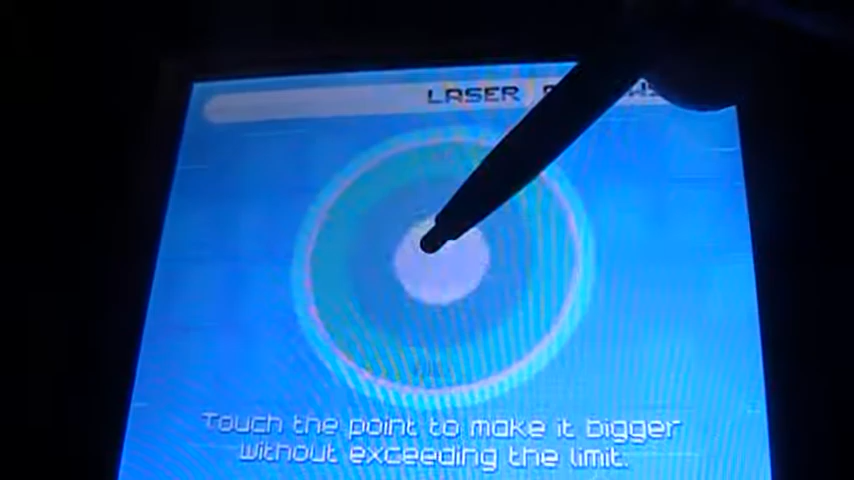 LASER
Touch the point to make it bigger
without exceeding the limit.